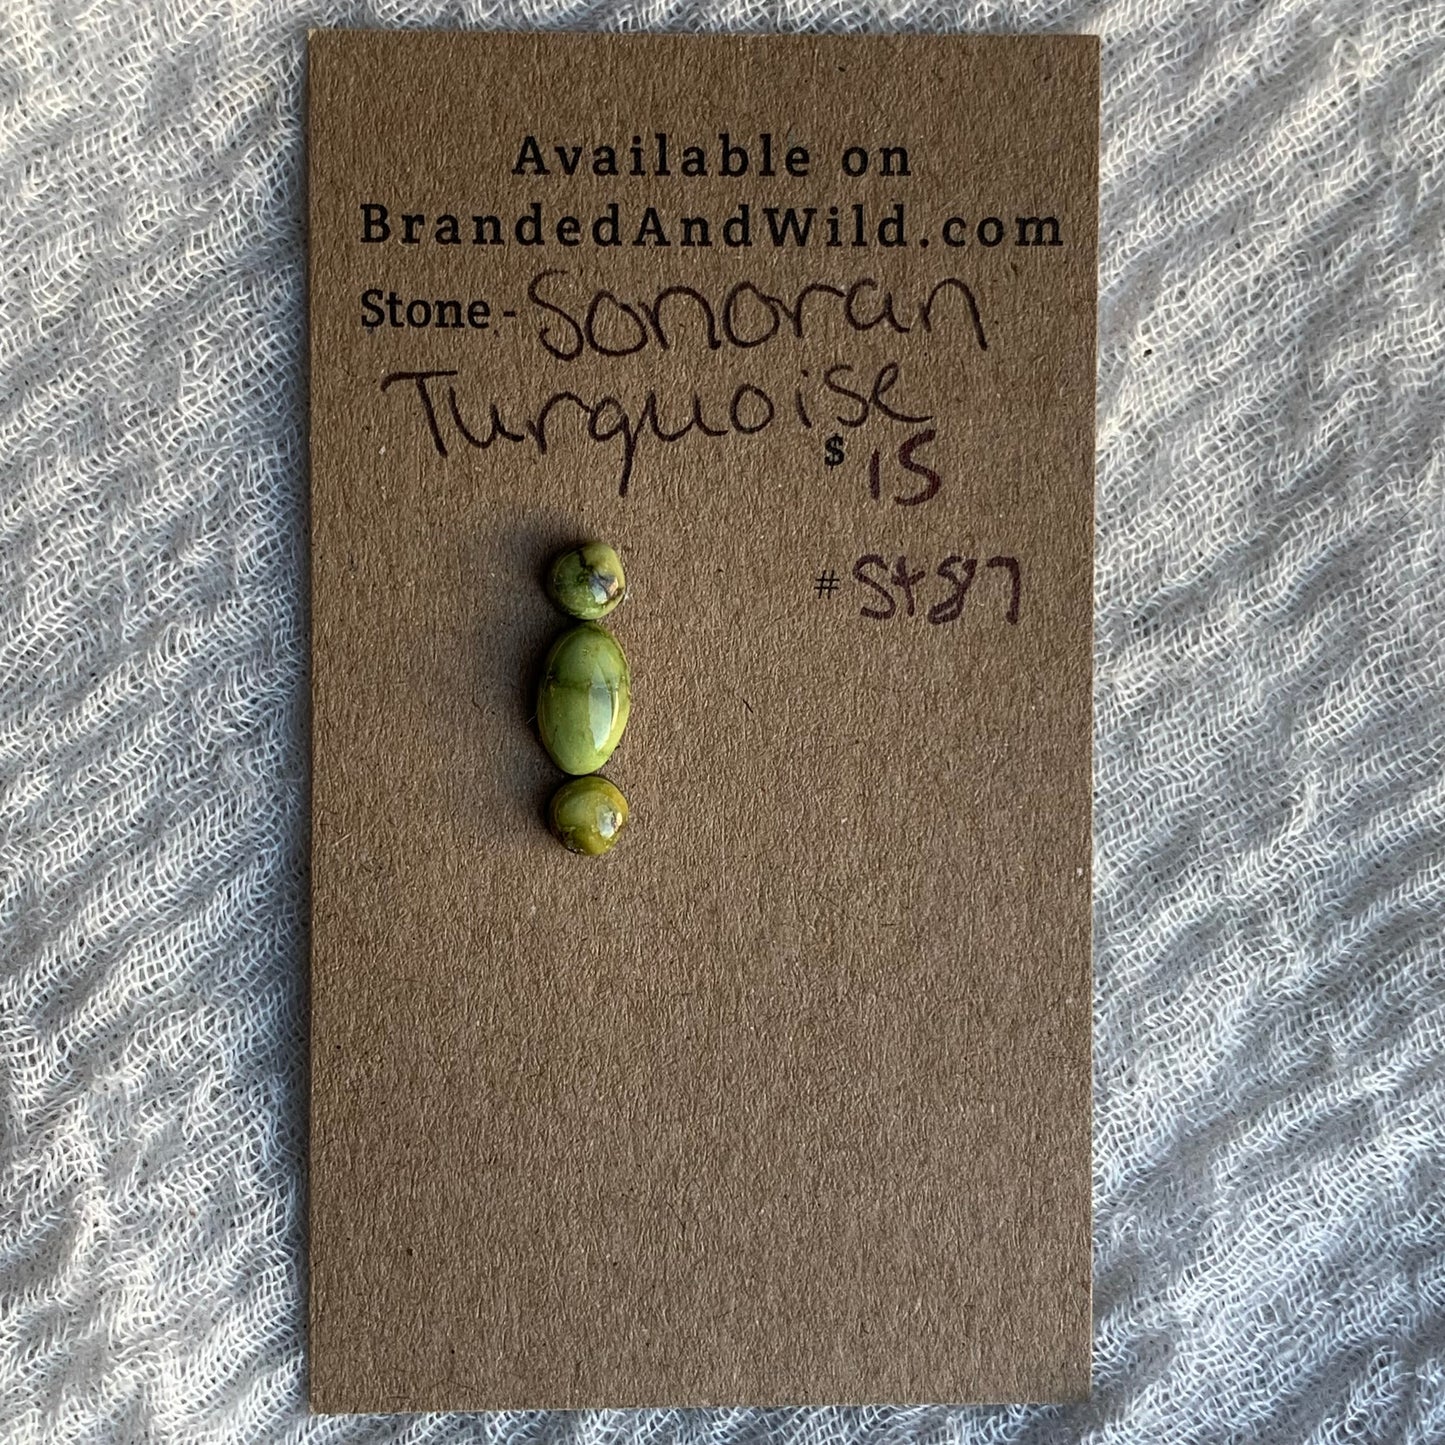 Available on
BrandedAndWild.com
Stone - Sonoran
Turquoise
$ 15
# St87